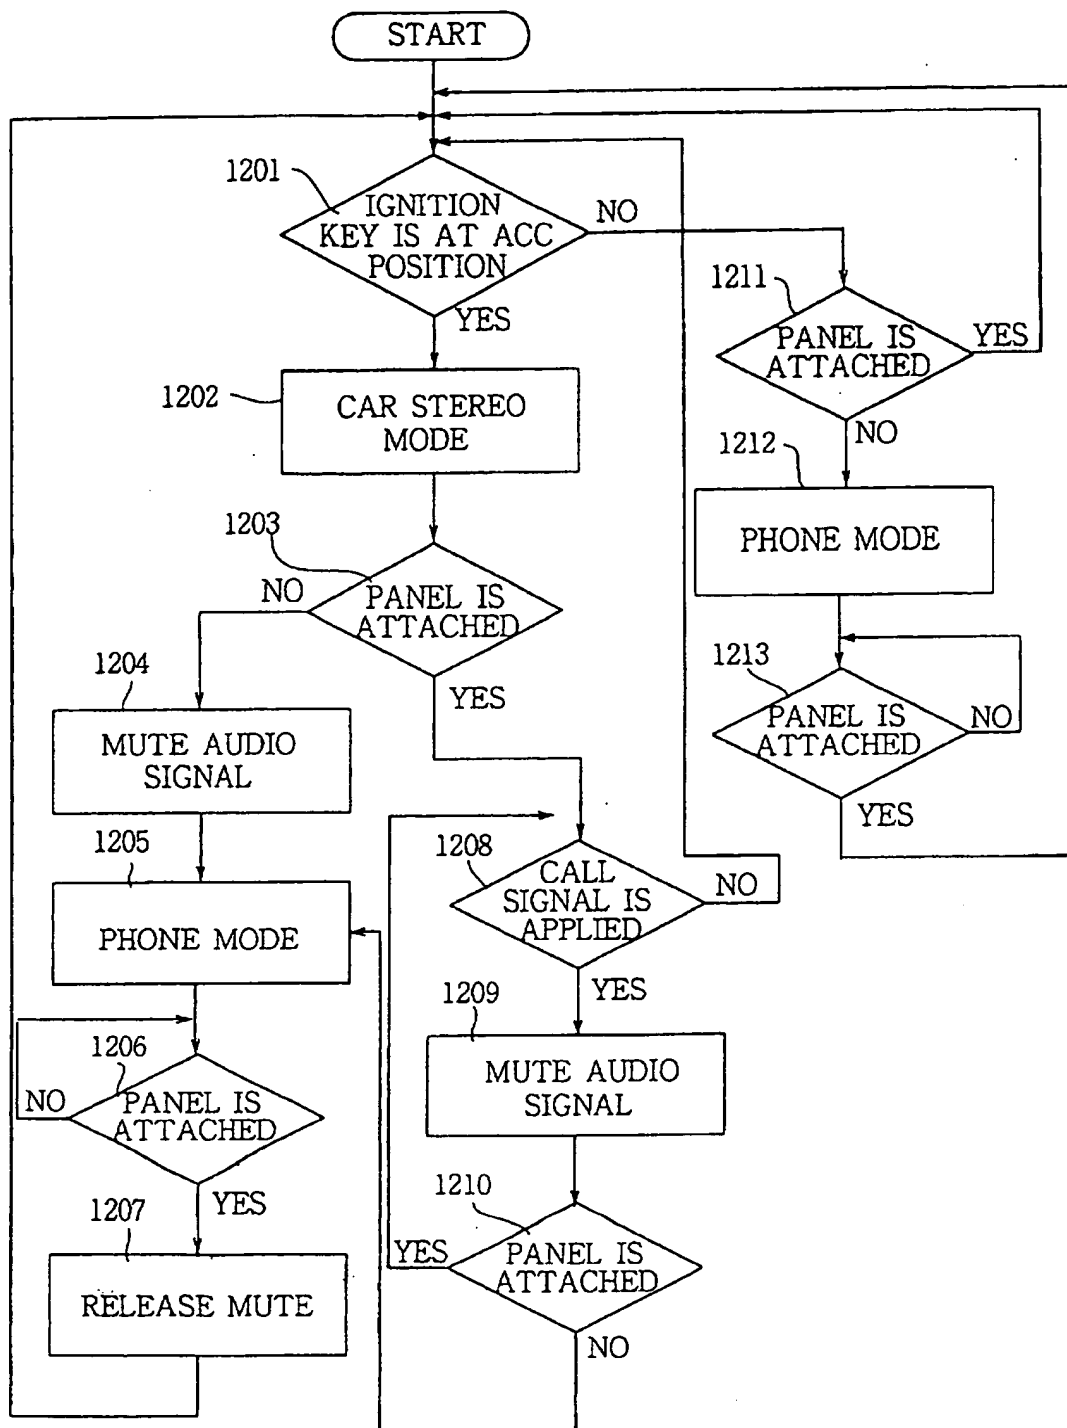 START
1201
IGNITION
KEY IS AT ACC
POSITION
NO
YES
1211
PANEL IS
ATTACHED
YES
NO
1202
CAR STEREO
MODE
1212
PHONE MODE
1203
NO
PANEL IS
ATTACHED
YES
1213
PANEL IS
ATTACHED
NO
YES
1204
MUTE AUDIO
SIGNAL
1205
PHONE MODE
1208
CALL
SIGNAL IS
APPLIED
NO
YES
1206
NO
PANEL IS
ATTACHED
YES
1209
MUTE AUDIO
SIGNAL
1207
RELEASE MUTE
1210
YES
PANEL IS
ATTACHED
NO